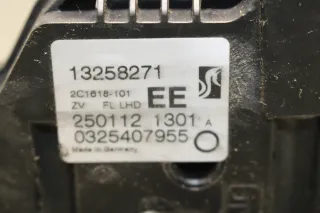 13258271
2C1618-101
ZV FL LHD EE
250112 1301 A
0325407955
Made in Germany